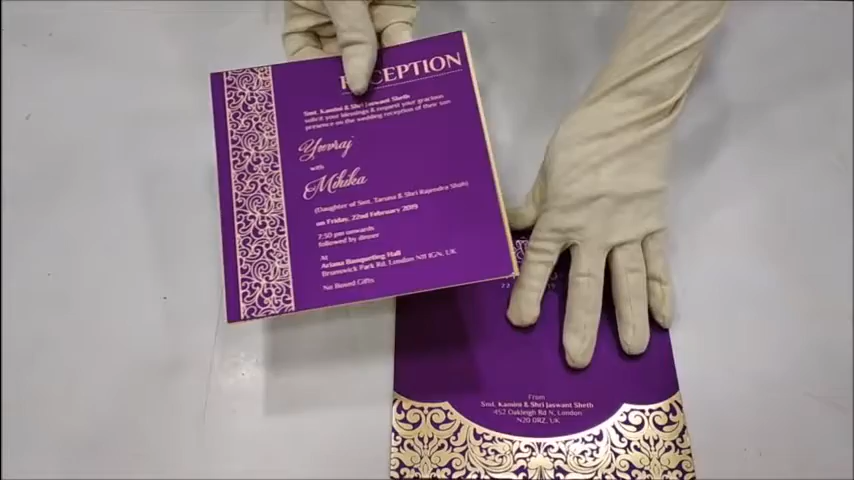 RECEPTION
Smt. Kamini & Shri Jaswant Sheth
solicit your blessings & request your gracious
presence on the wedding reception of their son
Yuvraj
with
Mihika
(Daughter of Smt. Taruna & Shri Rajendra Shah)
on Friday, 22nd February 2019
7:30 pm onwards
followed by dinner
At
Ariana Banqueting Hall
Brunswick Park Rd, London N11 1GN, UK
No Boxed Gifts
From
Smt. Kamini & Shri Jaswant Sheth
452 Oakleigh Rd N, London
N20 0RZ, UK